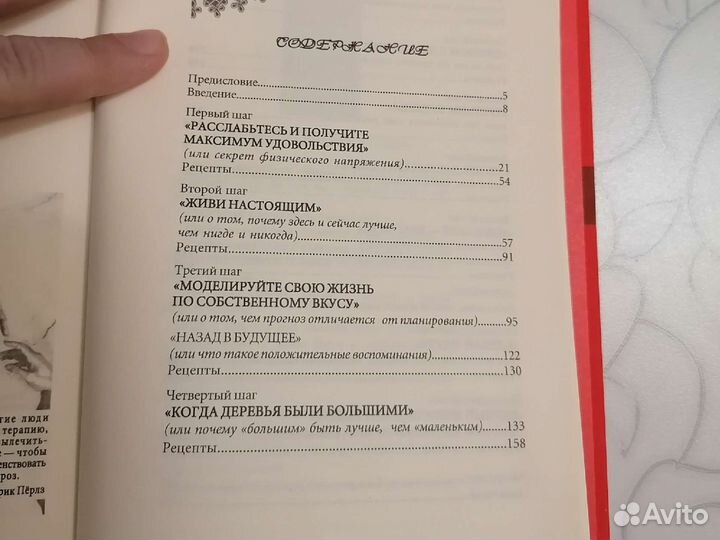 СОДЕРЖАНИЕ
Предисловие.....5
Введение.....8
Первый шаг
«РАССЛАБЬТЕСЬ И ПОЛУЧИТЕ
МАКСИМУМ УДОВОЛЬСТВИЯ»
(или секрет физического напряжения).....21
Рецепты.....54
Второй шаг
«ЖИВИ НАСТОЯЩИМ»
(или о том, почему здесь и сейчас лучше,
чем нигде и никогда).....57
Рецепты.....91
Третий шаг
«МОДЕЛИРУЙТЕ СВОЮ ЖИЗНЬ
ПО СОБСТВЕННОМУ ВКУСУ»
(или о том, чем прогноз отличается от планирования).....95
«НАЗАД В БУДУЩЕЕ»
(или что такое положительные воспоминания).....122
Рецепты.....130
Четвертый шаг
«КОГДА ДЕРЕВЬЯ БЫЛИ БОЛЬШИМИ»
(или почему «большим» быть лучше, чем «маленьким).....133
Рецепты.....158
гие люди
терапию,
ылечить-
е — чтобы
енствовать
роз.
рик Пёрлз
Avito